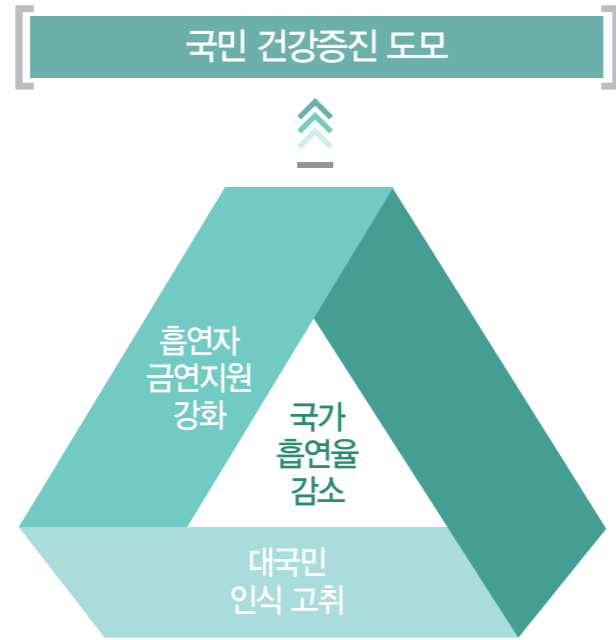 국민 건강증진 도모
흡연자
금연지원
강화
국가
흡연율
감소
대국민
인식 고취